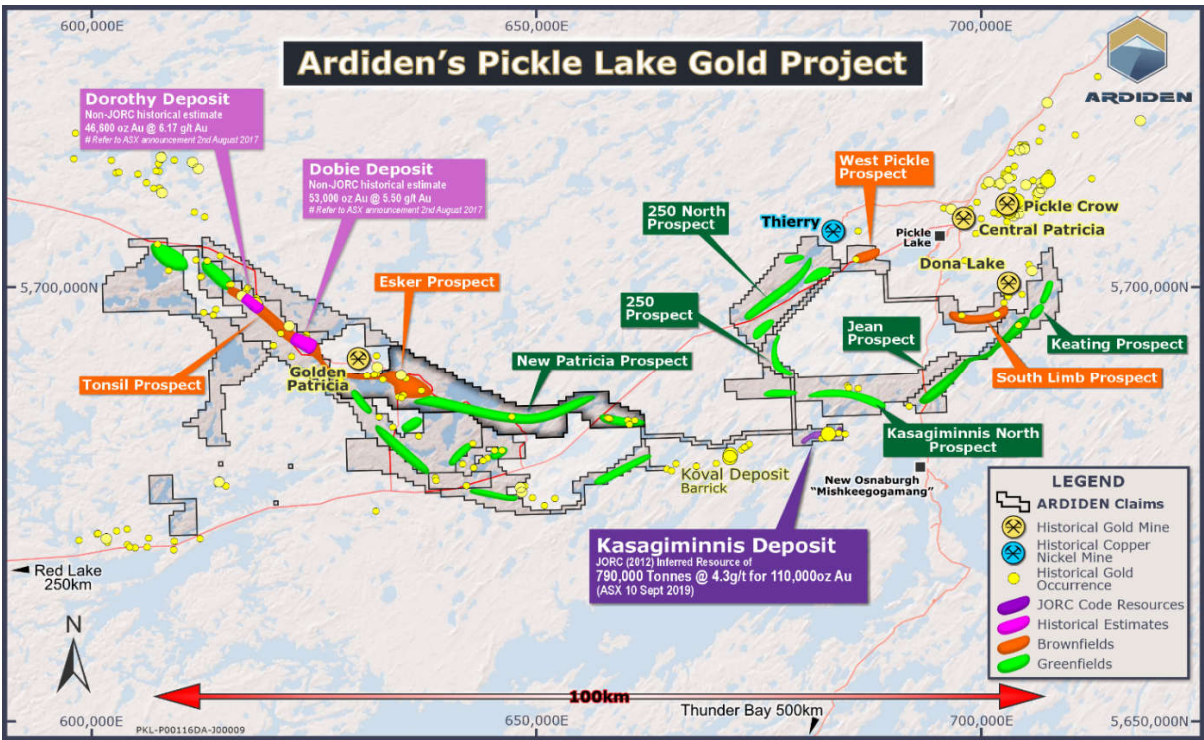 600,000E
650,000E
700,000E
Ardiden's Pickle Lake Gold Project
ARDIDEN
Dorothy Deposit
Non-JORC historical estimate
46,600 oz Au @ 6.17 g/t Au
# Refer to ASX announcement 2nd August 2017
Dobie Deposit
Non-JORC historical estimate
53,000 oz Au @ 5.50 g/t Au
# Refer to ASX announcement 2nd August 2017
West Pickle
Prospect
250 North
Prospect
Thierry
Pickle
Lake
Pickle Crow
Central Patricia
Dona Lake
5,700,000N
5,700,000N
Esker Prospect
250
Prospect
Jean
Prospect
Keating Prospect
New Patricia Prospect
Tonsil Prospect
Golden
Patricia
South Limb Prospect
Kasagiminnis North
Prospect
Koval Deposit
Barrick
New Osnaburgh
"Mishkeegogamang"
Kasagiminnis Deposit
JORC (2012) Inferred Resource of
790,000 Tonnes @ 4.3g/t for 110,000oz Au
(ASX 10 Sept 2019)
LEGEND
ARDIDEN Claims
Historical Gold Mine
Historical Copper
Nickel Mine
Historical Gold
Occurrence
JORC Code Resources
Historical Estimates
Brownfields
Greenfields
Red Lake
250km
N
100km
Thunder Bay 500km
600,000E
650,000E
700,000E
5,650,000N
PKL-P00116DA-J00009